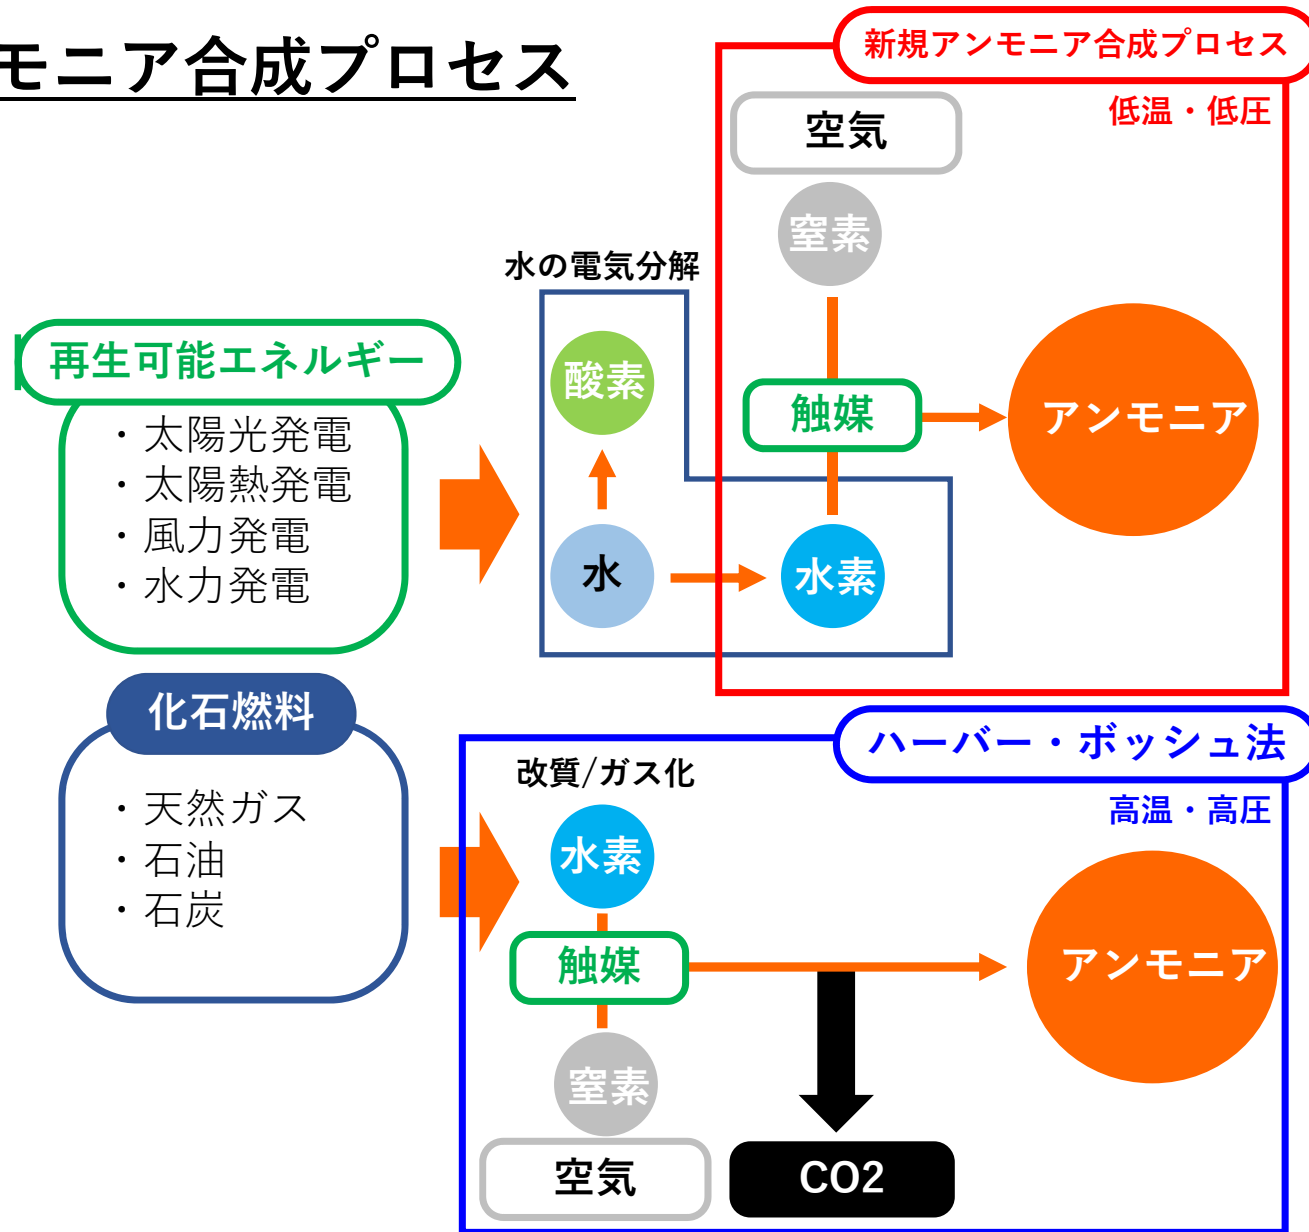 モニア合成プロセス
新規アンモニア合成プロセス
低温・低圧
空気
窒素
水の電気分解
酸素
触媒
アンモニア
水
水素
再生可能エネルギー
・太陽光発電
・太陽熱発電
・風力発電
・水力発電
化石燃料
・天然ガス
・石油
・石炭
ハーバー・ボッシュ法
高温・高圧
改質/ガス化
水素
触媒
アンモニア
窒素
空気
CO2